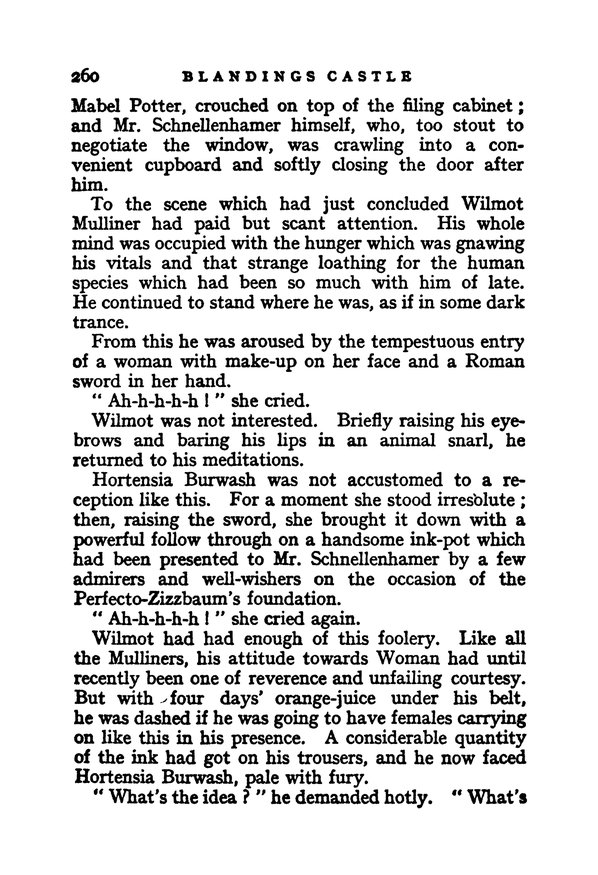 260 BLANDINGS CASTLE
Mabel Potter, crouched on top of the filing cabinet ;
and Mr. Schnellenhamer himself, who, too stout to
negotiate the window, was crawling into a con-
venient cupboard and softly closing the door after
him.
To the scene which had just concluded Wilmot
Mulliner had paid but scant attention. His whole
mind was occupied with the hunger which was gnawing
his vitals and that strange loathing for the human
species which had been so much with him of late.
He continued to stand where he was, as if in some dark
trance.
From this he was aroused by the tempestuous entry
of a woman with make-up on her face and a Roman
sword in her hand.
“ Ah-h-h-h-h ! ” she cried.
Wilmot was not interested. Briefly raising his eye-
brows and baring his lips in an animal snarl, he
returned to his meditations.
Hortensia Burwash was not accustomed to a re-
ception like this. For a moment she stood irresolute ;
then, raising the sword, she brought it down with a
powerful follow through on a handsome ink-pot which
had been presented to Mr. Schnellenhamer by a few
admirers and well-wishers on the occasion of the
Perfecto-Zizzbaum's foundation.
“ Ah-h-h-h-h ! ” she cried again.
Wilmot had had enough of this foolery. Like all
the Mulliners, his attitude towards Woman had until
recently been one of reverence and unfailing courtesy.
But with four days' orange-juice under his belt,
he was dashed if he was going to have females carrying
on like this in his presence. A considerable quantity
of the ink had got on his trousers, and he now faced
Hortensia Burwash, pale with fury.
“ What's the idea ? ” he demanded hotly. “ What's